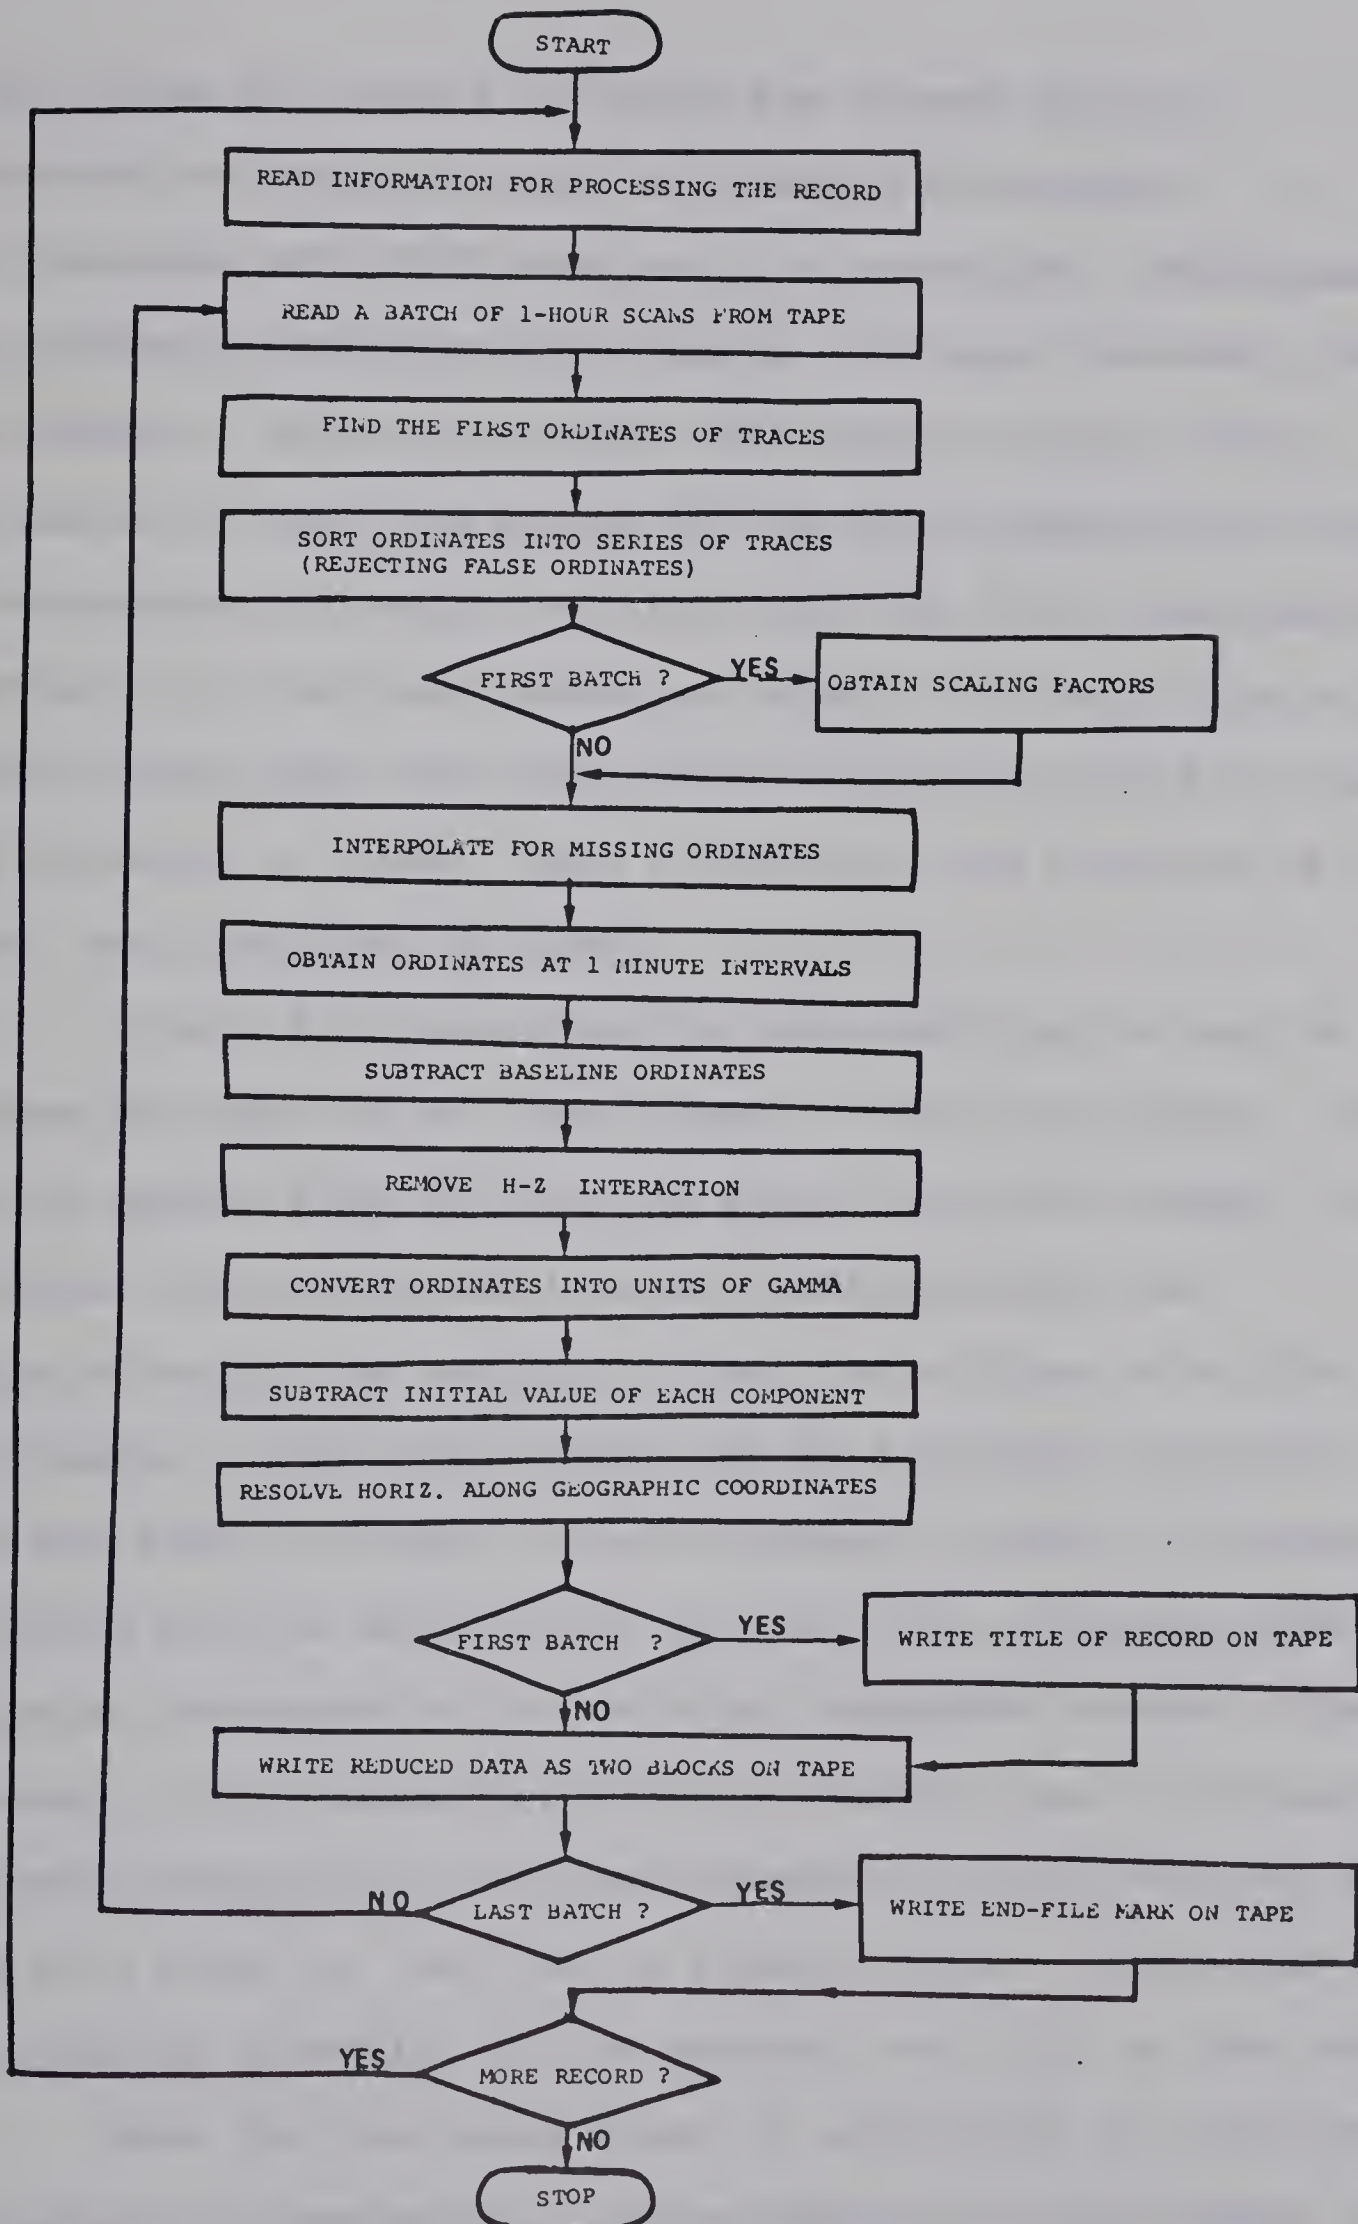 START
READ INFORMATION FOR PROCESSING THE RECORD
READ A BATCH OF 1-HOUR SCANS FROM TAPE
FIND THE FIRST ORDINATES OF TRACES
SORT ORDINATES INTO SERIES OF TRACES
(REJECTING FALSE ORDINATES)
FIRST BATCH ?
YES
OBTAIN SCALING FACTORS
NO
INTERPOLATE FOR MISSING ORDINATES
OBTAIN ORDINATES AT 1 MINUTE INTERVALS
SUBTRACT BASELINE ORDINATES
REMOVE H-Z INTERACTION
CONVERT ORDINATES INTO UNITS OF GAMMA
SUBTRACT INITIAL VALUE OF EACH COMPONENT
RESOLVE HORIZ. ALONG GEOGRAPHIC COORDINATES
FIRST BATCH ?
YES
WRITE TITLE OF RECORD ON TAPE
NO
WRITE REDUCED DATA AS TWO BLOCKS ON TAPE
NO
LAST BATCH ?
YES
WRITE END-FILE MARK ON TAPE
YES
MORE RECORD ?
NO
STOP